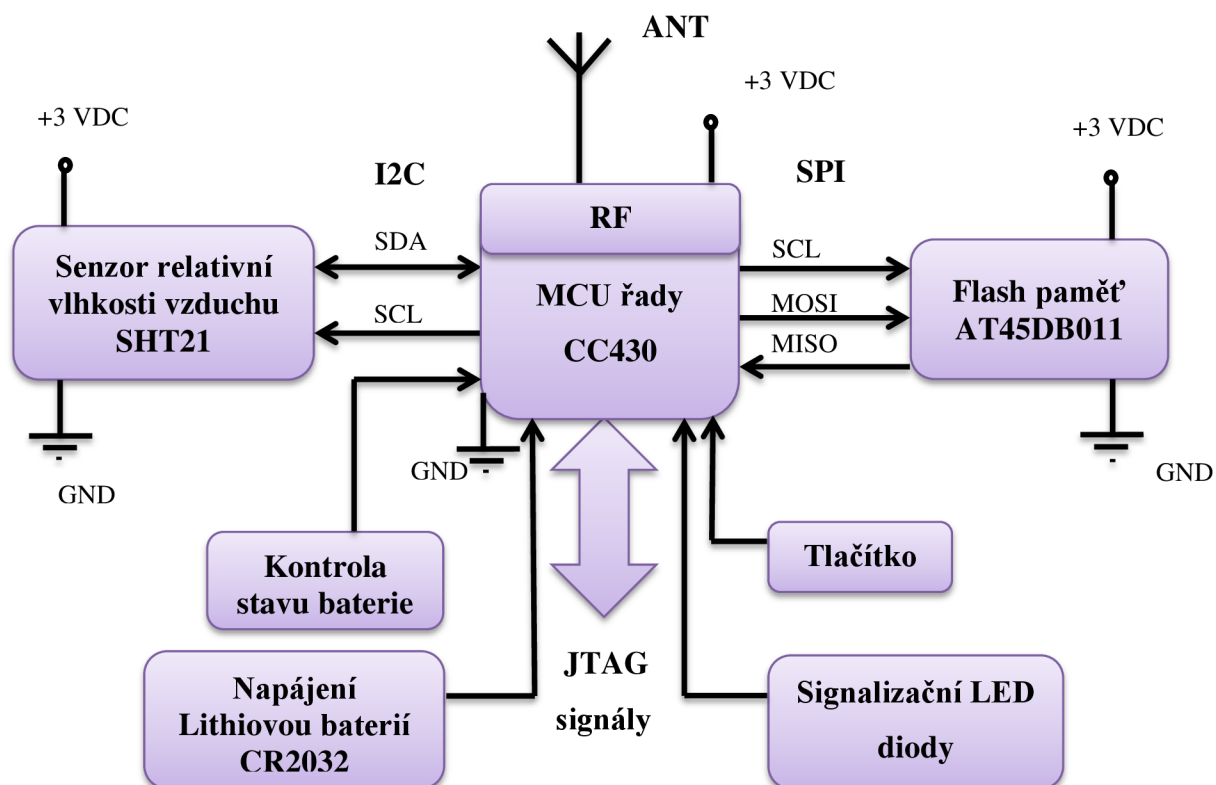 ANT
+3 VDC
+3 VDC
+3 VDC
I2C
SPI
RF
SDA
SCL
Senzor relativní
vlhkosti vzduchu
SHT21
MCU řady
CC430
SCL
MOSI
MISO
Flash paměť
AT45DB011
GND
GND
GND
Kontrola
stavu baterie
Tlačítko
Napájení
Lithiovou baterií
CR2032
JTAG
signály
Signalizační LED
diody